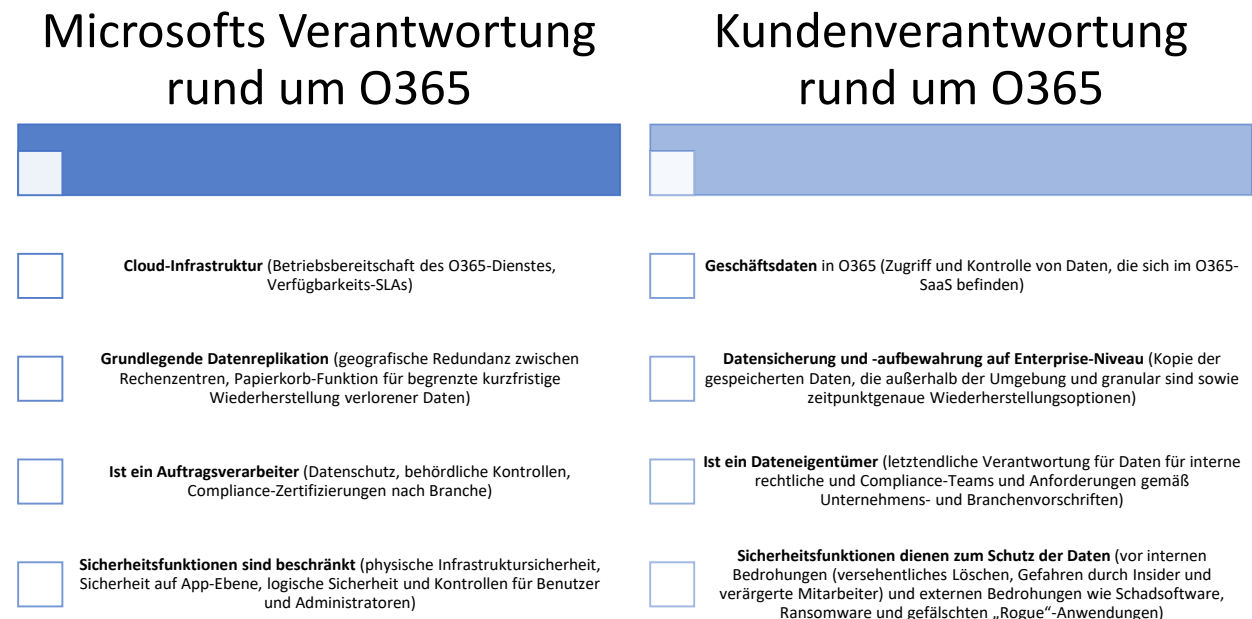 Microsofts Verantwortung
rund um O365
Cloud-Infrastruktur (Betriebsbereitschaft des O365-Dienstes,
Verfügbarkeits-SLAs)
Grundlegende Datenreplikation (geografische Redundanz zwischen
Rechenzentren, Papierkorb-Funktion für begrenzte kurzfristige
Wiederherstellung verlorener Daten)
Ist ein Auftragsverarbeiter (Datenschutz, behördliche Kontrollen,
Compliance-Zertifizierungen nach Branche)
Sicherheitsfunktionen sind beschränkt (physische Infrastruktursicherheit,
Sicherheit auf App-Ebene, logische Sicherheit und Kontrollen für Benutzer
und Administratoren)
Kundenverantwortung
rund um O365
Geschäftsdaten in O365 (Zugriff und Kontrolle von Daten, die sich im O365-
SaaS befinden)
Datensicherung und -aufbewahrung auf Enterprise-Niveau (Kopie der
gespeicherten Daten, die außerhalb der Umgebung und granular sind sowie
zeitpunktgenaue Wiederherstellungsoptionen)
Ist ein Dateneigentümer (letztendliche Verantwortung für Daten für interne
rechtliche und Compliance-Teams und Anforderungen gemäß
Unternehmens- und Branchenvorschriften)
Sicherheitsfunktionen dienen zum Schutz der Daten (vor internen
Bedrohungen (versehentliches Löschen, Gefahren durch Insider und
verärgerte Mitarbeiter) und externen Bedrohungen wie Schadsoftware,
Ransomware und gefälschten „Rogue“-Anwendungen)